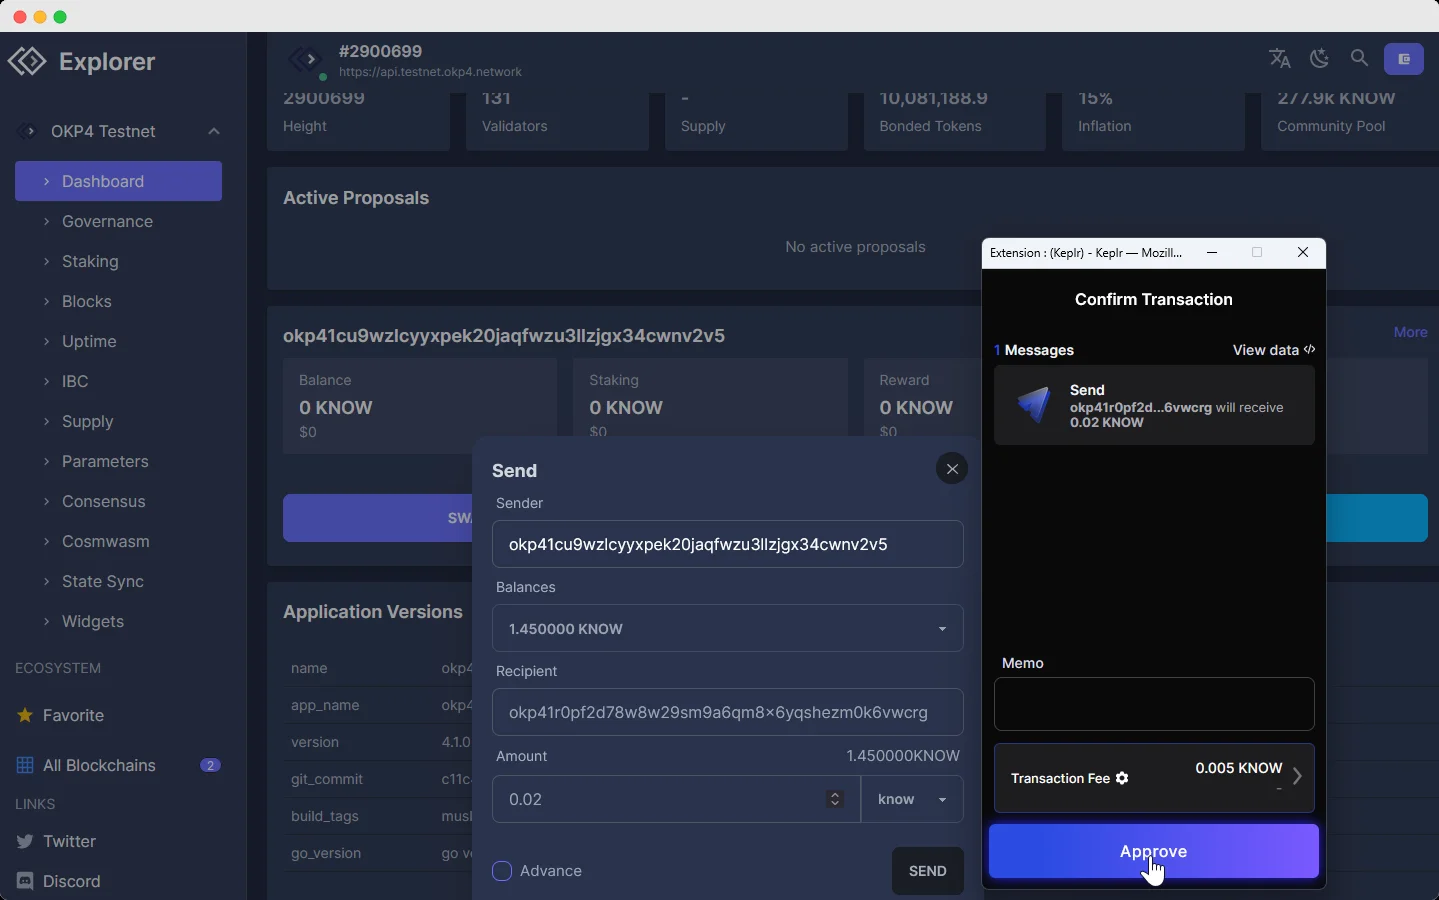 Explorer
OKP4 Testnet
Dashboard
Governance
Staking
Blocks
Uptime
IBC
Supply
Parameters
Consensus
Cosmwasm
State Sync
Widgets
ECOSYSTEM
Favorite
All Blockchains 2
LINKS
Twitter
Discord
#2900699
https://api.testnet.okp4.network
2900699
Height
131
Validators
-
Supply
10,081,188.9
Bonded Tokens
15%
Inflation
277.9k KNOW
Community Pool
Active Proposals
No active proposals
okp41cu9wzlcyyxpek20jaqfwzu3llzjgx34cwnv2v5
More
Balance
0 KNOW
$0
Staking
0 KNOW
$0
Reward
0 KNOW
$0
SWA
Application Versions
name okp4
app_name okp4
version 4.1.0
git_commit c11c
build_tags musl
go_version go ve
Send
Sender
okp41cu9wzlcyyxpek20jaqfwzu3llzjgx34cwnv2v5
Balances
1.450000 KNOW
Recipient
okp41r0pf2d78w8w29sm9a6qm8x6yqshezm0k6vwcrg
Amount 1.450000KNOW
0.02 know
Advance SEND
Extension : (Keplr) - Keplr — Mozill...
Confirm Transaction
1 Messages View data </>
Send
okp41r0pf2d...6vwcrg will receive
0.02 KNOW
Memo
Transaction Fee 0.005 KNOW
-
Approve